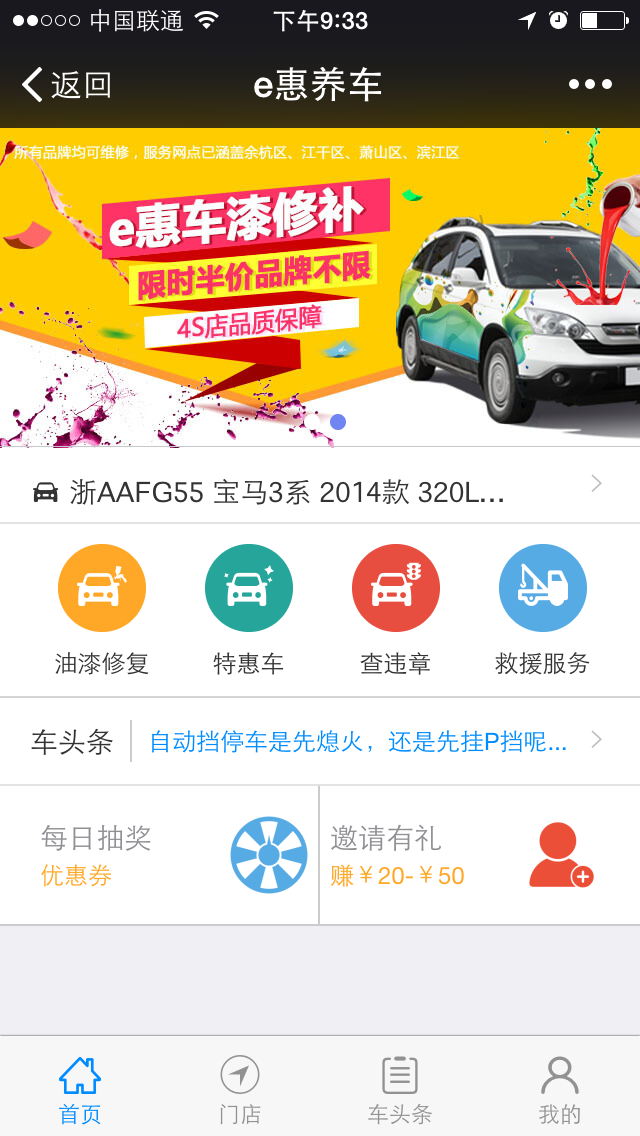 中国联通 下午9:33
返回 e惠养车
所有品牌均可维修，服务网点已涵盖余杭区、江干区、萧山区、滨江区
e惠车漆修补
限时半价品牌不限
4S店品质保障
浙AAFG55 宝马3系 2014款 320L...
油漆修复 特惠车 查违章 救援服务
车头条 自动挡停车是先熄火，还是先挂P挡呢...
每日抽奖 邀请有礼
优惠券 赚￥20-￥50
首页 门店 车头条 我的